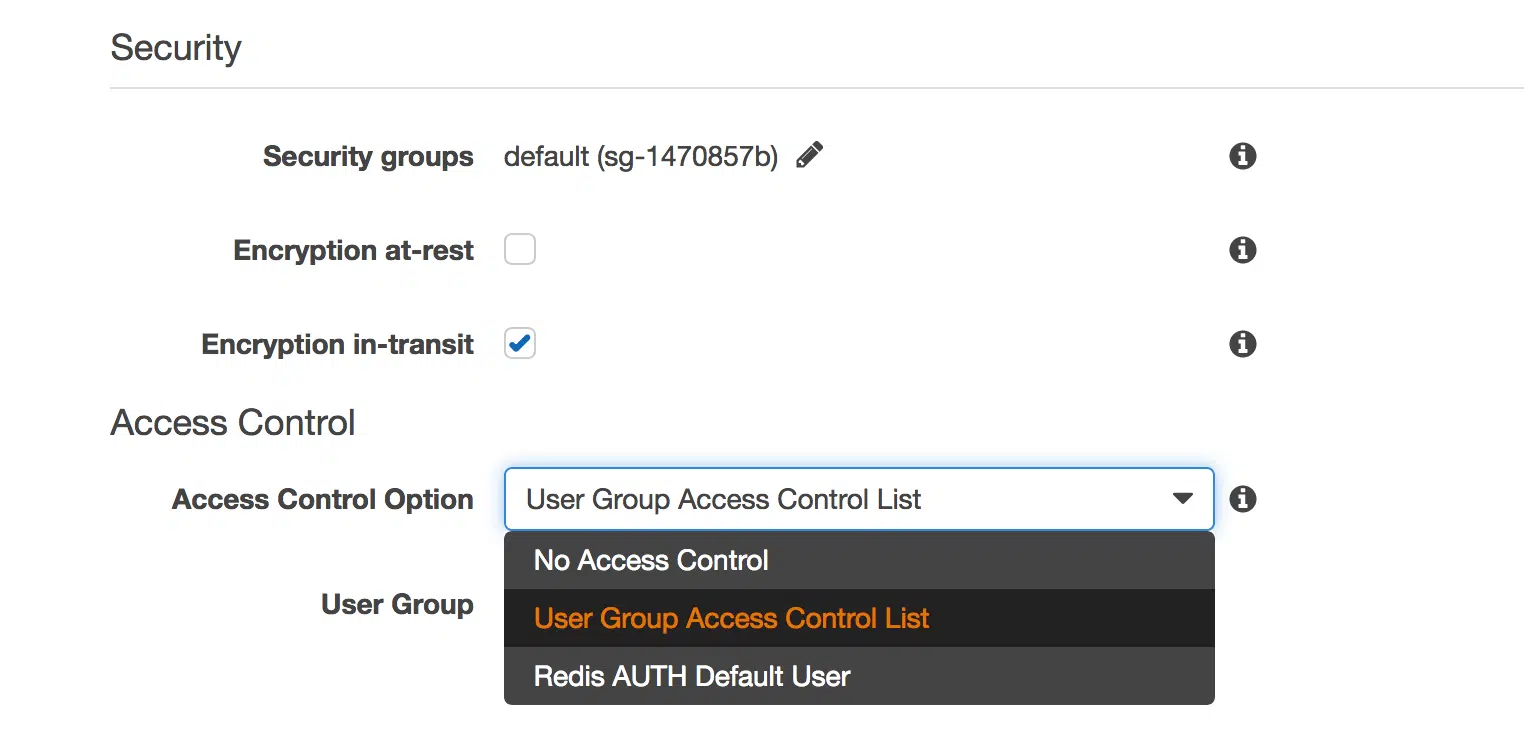 Security
Security groups default (sg-1470857b)
Encryption at-rest
Encryption in-transit
Access Control
Access Control Option User Group Access Control List
No Access Control
User Group
User Group Access Control List
Redis AUTH Default User